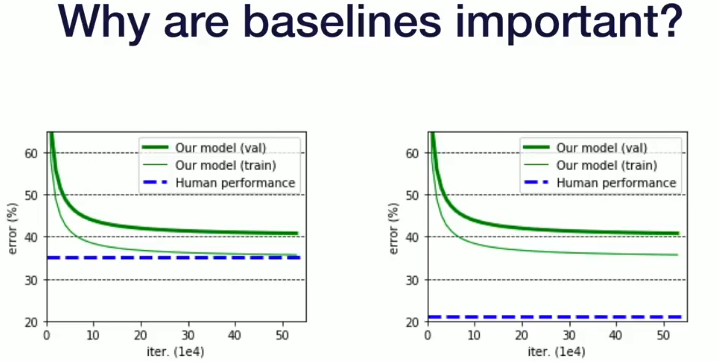 Why are baselines important?
Our model (val)
Our model (train)
Human performance
60
50
40
30
20
error (%)
0 10 20 30 40 50
iter. (1e4)
Our model (val)
Our model (train)
Human performance
60
50
40
30
20
error (%)
0 10 20 30 40 50
iter. (1e4)